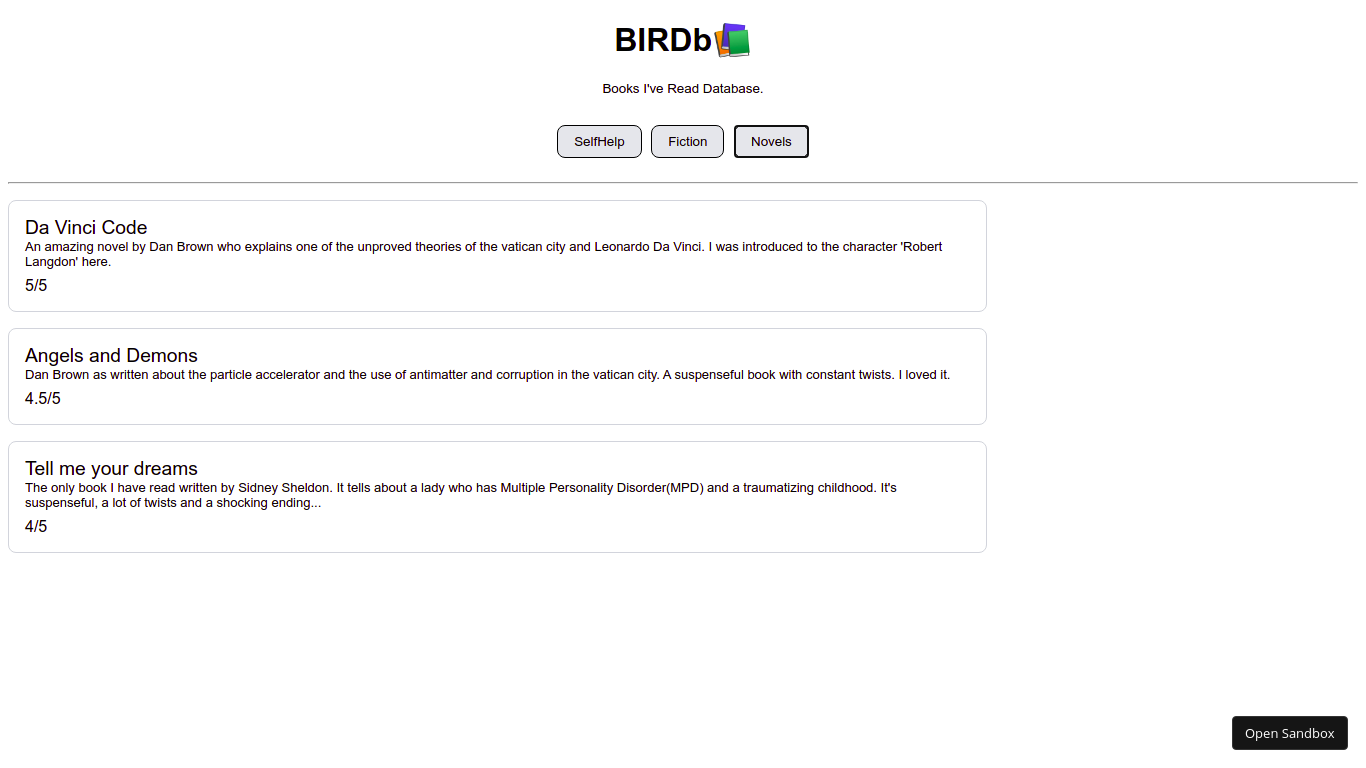 BIRDb
Books I've Read Database.
SelfHelp
Fiction
Novels
Da Vinci Code
An amazing novel by Dan Brown who explains one of the unproved theories of the vatican city and Leonardo Da Vinci. I was introduced to the character 'Robert
Langdon' here.
5/5
Angels and Demons
Dan Brown as written about the particle accelerator and the use of antimatter and corruption in the vatican city. A suspenseful book with constant twists. I loved it.
4.5/5
Tell me your dreams
The only book I have read written by Sidney Sheldon. It tells about a lady who has Multiple Personality Disorder(MPD) and a traumatizing childhood. It's
suspenseful, a lot of twists and a shocking ending...
4/5
Open Sandbox